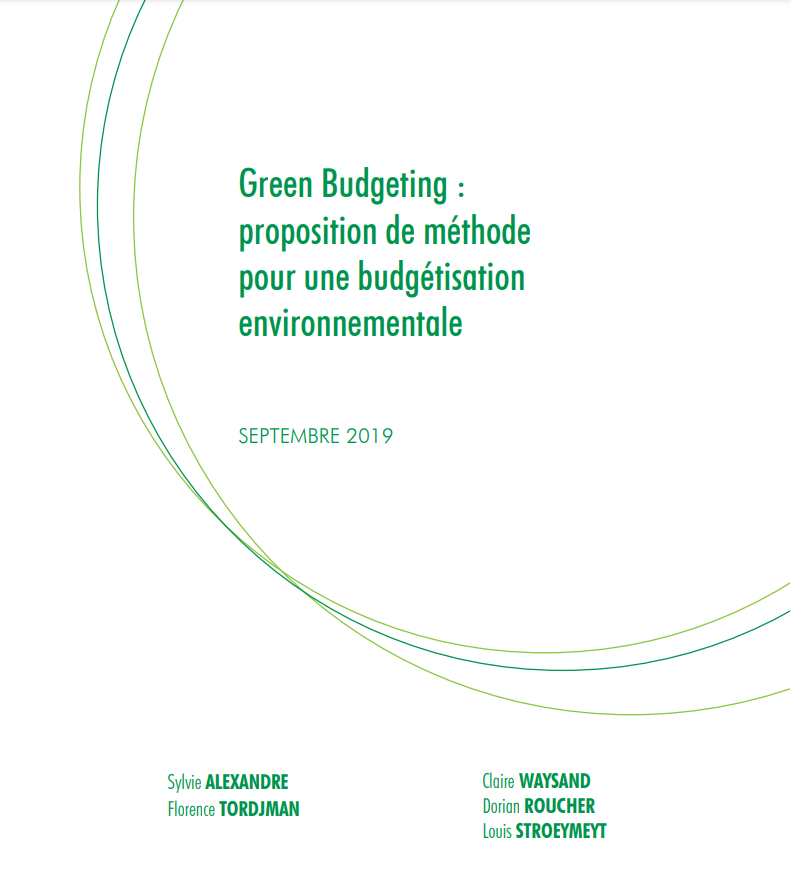 Green Budgeting :
proposition de méthode
pour une budgétisation
environnementale
SEPTEMBRE 2019
Sylvie ALEXANDRE
Florence TORDJMAN
Claire WAYSAND
Dorian ROUCHER
Louis STROEYMEYT